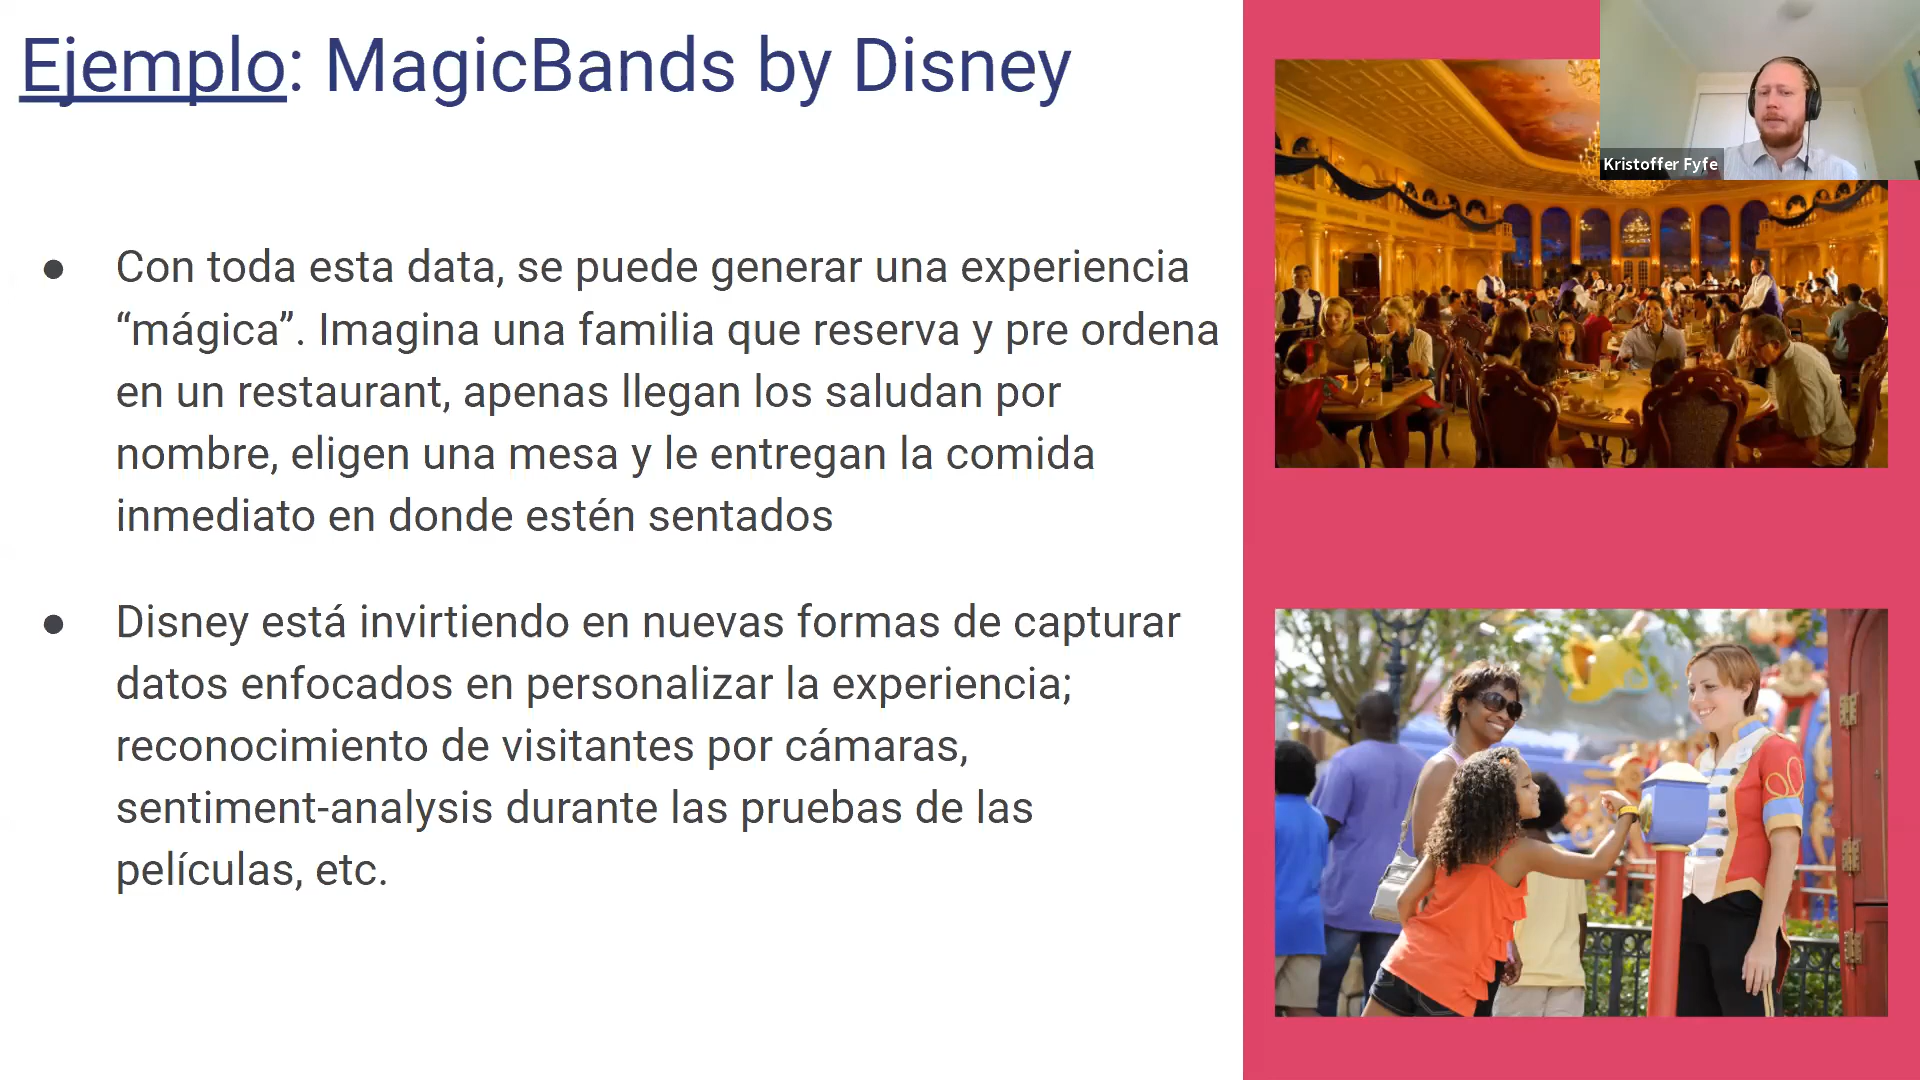 Ejemplo: MagicBands by Disney
Kristoffer Fyfe
● Con toda esta data, se puede generar una experiencia
“mágica”. Imagina una familia que reserva y pre ordena
en un restaurant, apenas llegan los saludan por
nombre, eligen una mesa y le entregan la comida
inmediato en donde estén sentados
● Disney está invirtiendo en nuevas formas de capturar
datos enfocados en personalizar la experiencia;
reconocimiento de visitantes por cámaras,
sentiment-analysis durante las pruebas de las
películas, etc.